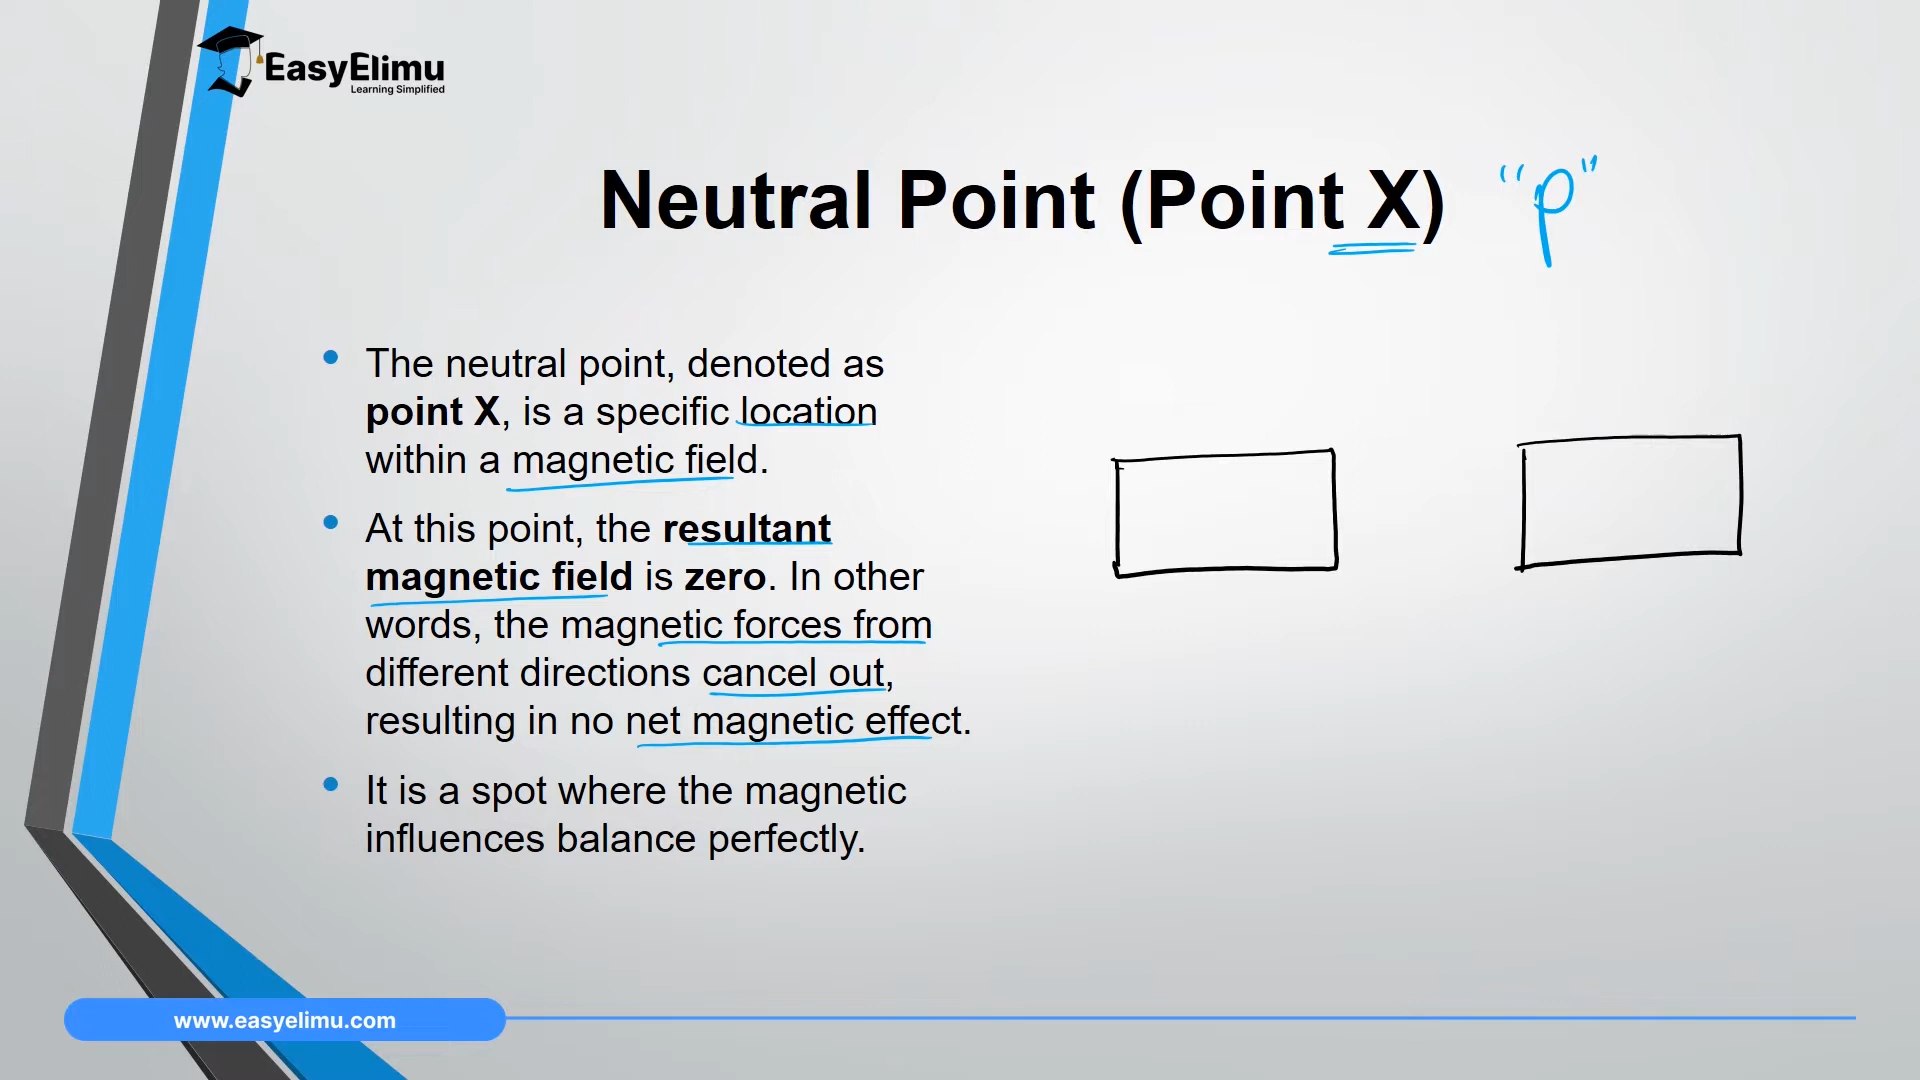 EasyElimu
Learning Simplified
Neutral Point (Point X) "p"
• The neutral point, denoted as
point X, is a specific location
within a magnetic field.
• At this point, the resultant
magnetic field is zero. In other
words, the magnetic forces from
different directions cancel out,
resulting in no net magnetic effect.
• It is a spot where the magnetic
influences balance perfectly.
www.easyelimu.com